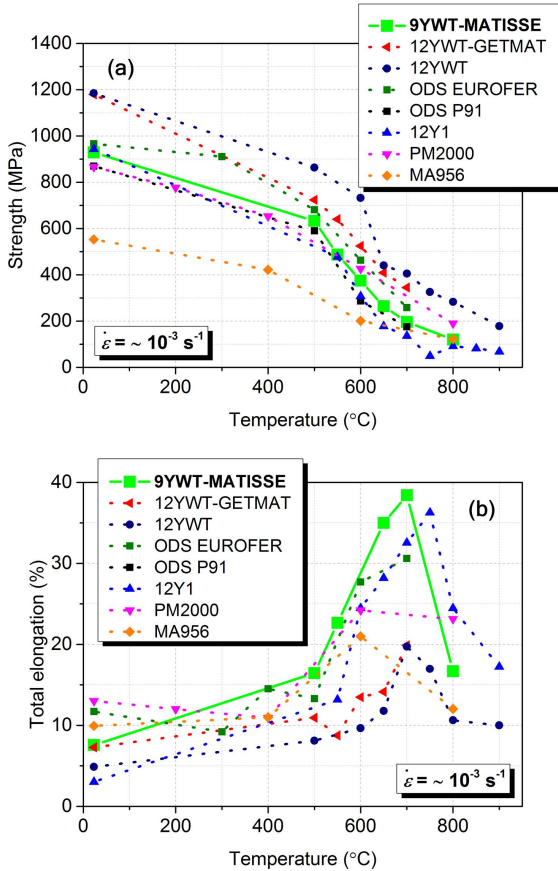 9YWT-MATISSE
12YWT-GETMAT
12YWT
ODS EUROFER
ODS P91
12Y1
PM2000
MA956
(a)
1400
1200
1000
800
600
400
200
0
Strength (MPa)
ε̇ = ~ 10⁻³ s⁻¹
0 200 400 600 800
Temperature (°C)
9YWT-MATISSE
12YWT-GETMAT
12YWT
ODS EUROFER
ODS P91
12Y1
PM2000
MA956
(b)
40
30
20
10
0
Total elongation (%)
ε̇ = ~ 10⁻³ s⁻¹
0 200 400 600 800
Temperature (°C)